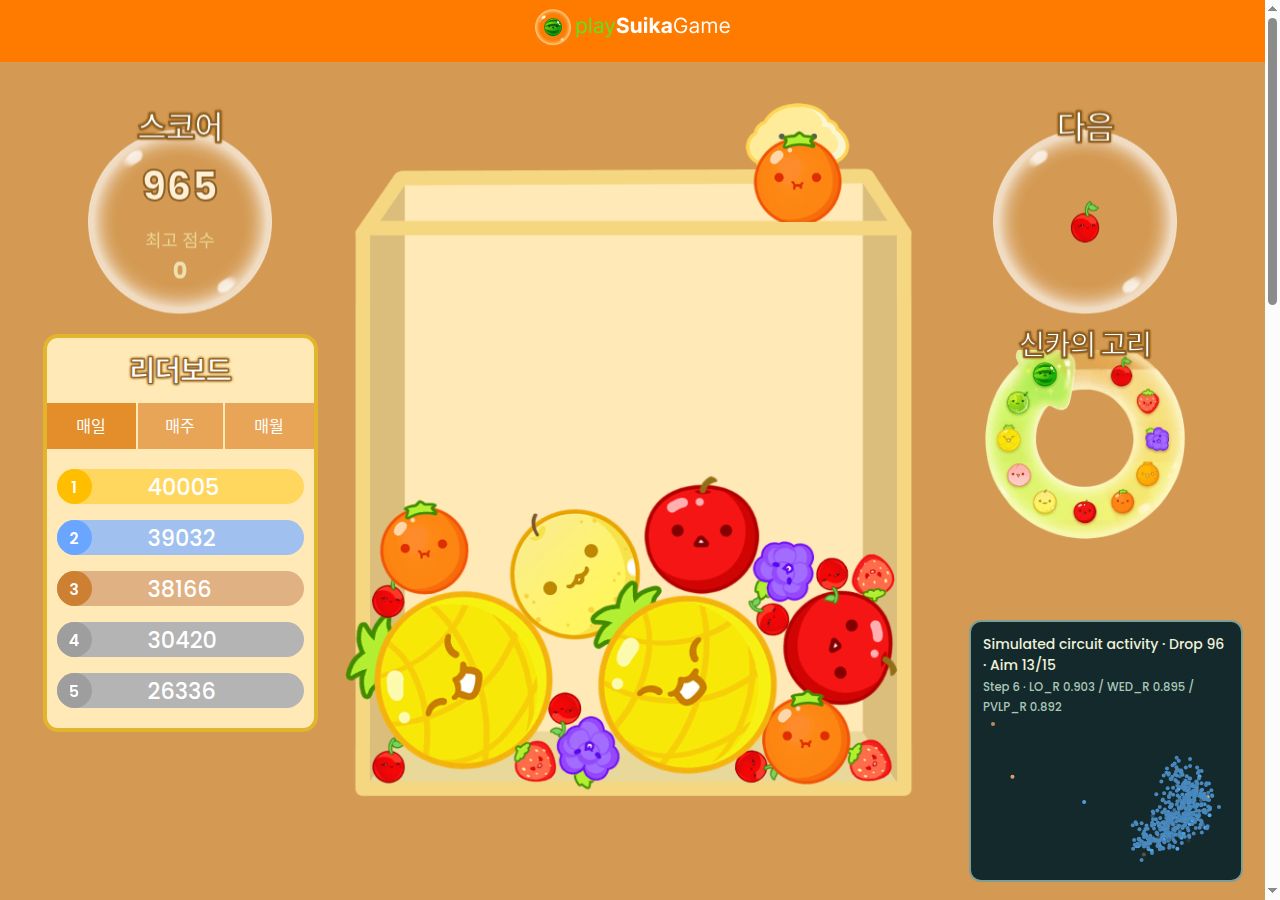 playSuikaGame
스코어
965
최고 점수
0
리더보드
매일 매주 매월
1 40005
2 39032
3 38166
4 30420
5 26336
다음
신카의 고리
Simulated circuit activity · Drop 96
· Aim 13/15
Step 6 · LO_R 0.903 / WED_R 0.895 /
PVLP_R 0.892